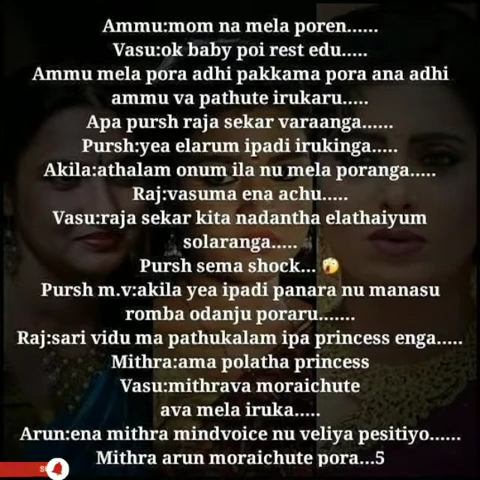 Ammu:mom na mela poren......
Vasu:ok baby poi rest edu.....
Ammu mela pora adhi pakkama pora ana adhi
ammu va pathute irukaru.....
Apa pursh raja sekar varaanga......
Pursh:yea elarum ipadi irukinga.....
Akila:athalam onum ila nu mela poranga.....
Raj:vasuma ena achu.....
Vasu:raja sekar kita nadantha elathaiyum
solaranga.....
Pursh sema shock...
Pursh m.v:akila yea ipadi panara nu manasu
romba odanju poraru.......
Raj:sari vidu ma pathukalam ipa princess enga.....
Mithra:ama polatha princess
Vasu:mithrava moraichute
ava mela iruka.....
Arun:ena mithra mindvoice nu veliya pesitiyo......
Mithra arun moraichute pora...5